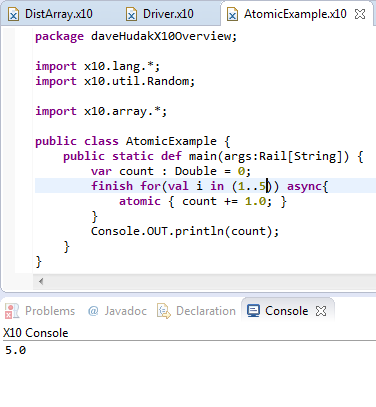 DistArray.x10 Driver.x10 AtomicExample.x10
package daveHudakX10Overview;
import x10.lang.*;
import x10.util.Random;
import x10.array.*;
public class AtomicExample {
public static def main(args:Rail[String]) {
var count : Double = 0;
finish for(val i in (1..5)) async{
atomic { count += 1.0; }
}
Console.OUT.println(count);
}
}
Problems @ Javadoc Declaration Console
X10 Console
5.0